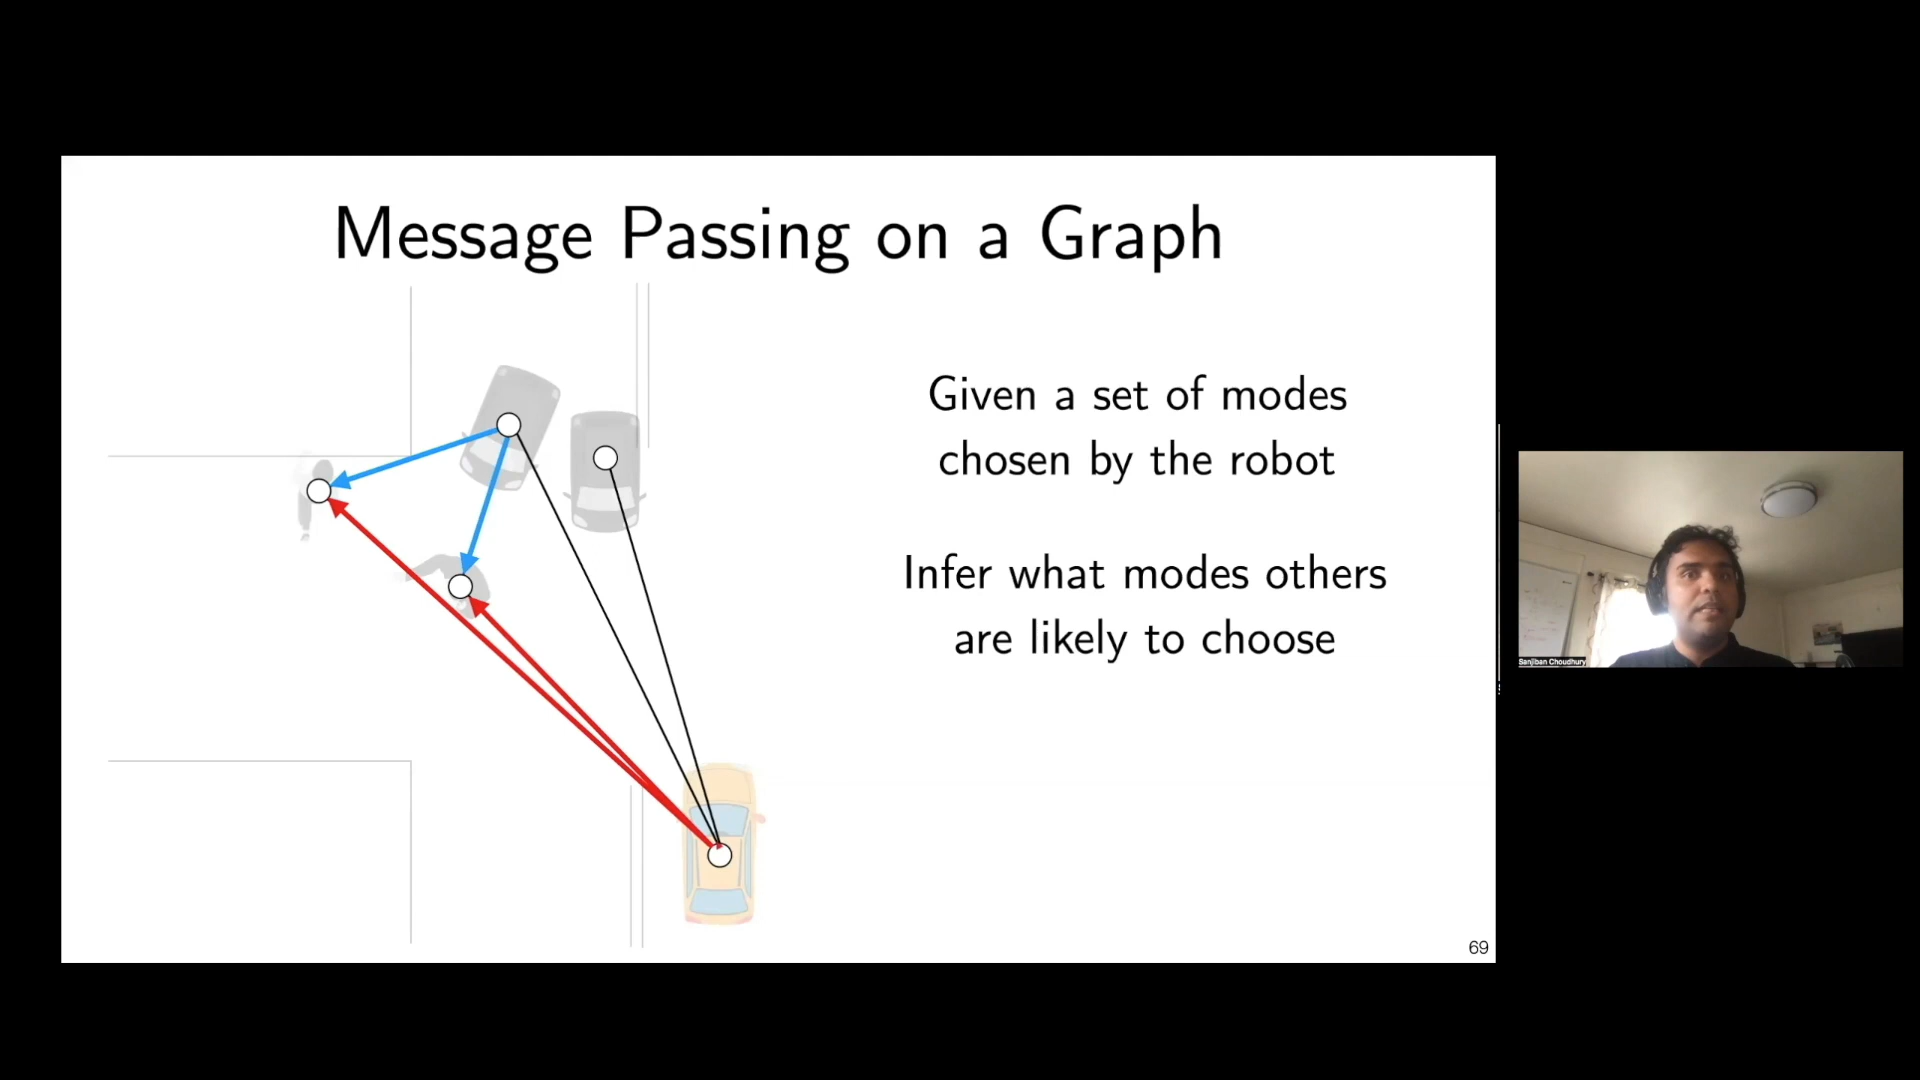 Message Passing on a Graph
Given a set of modes
chosen by the robot
Infer what modes others
are likely to choose
69
Sanjiban Choudhury